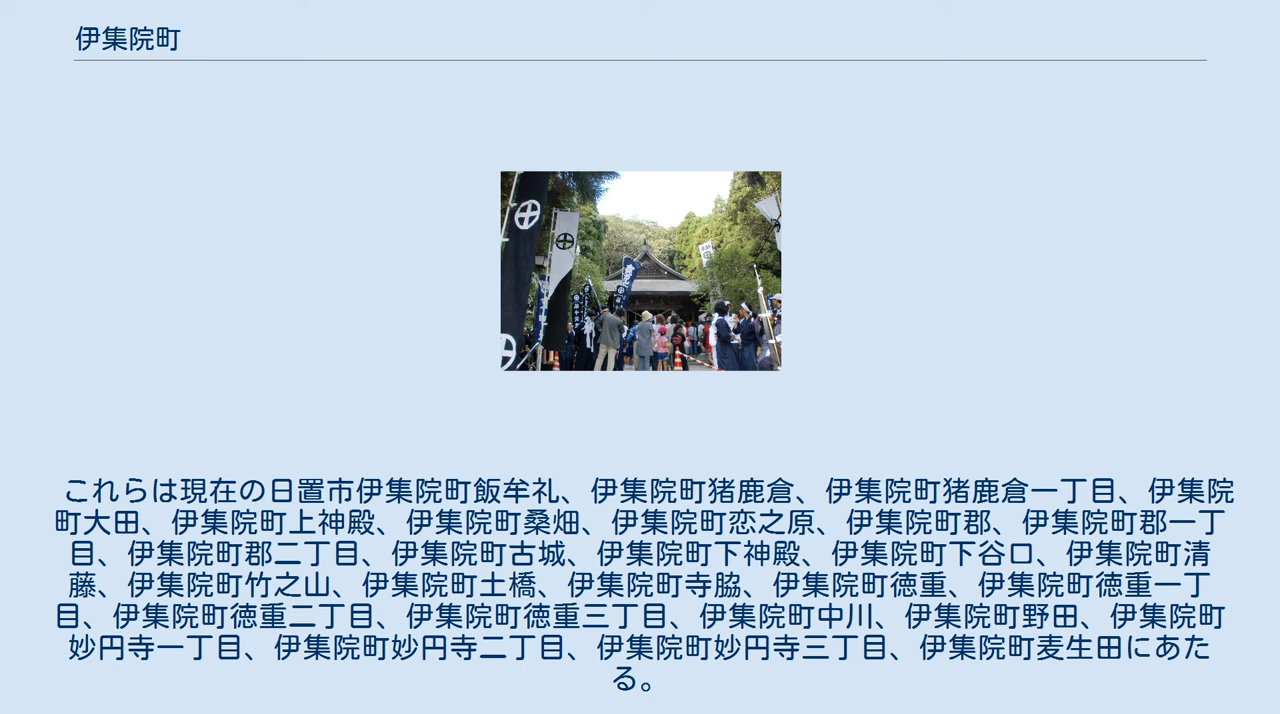 伊集院町
これらは現在の日置市伊集院町飯牟礼、伊集院町猪鹿倉、伊集院町猪鹿倉一丁目、伊集院
町大田、伊集院町上神殿、伊集院町桑畑、伊集院町恋之原、伊集院町郡、伊集院町郡一丁
目、伊集院町郡二丁目、伊集院町古城、伊集院町下神殿、伊集院町下谷口、伊集院町清
藤、伊集院町竹之山、伊集院町土橋、伊集院町寺脇、伊集院町徳重、伊集院町徳重一丁
目、伊集院町徳重二丁目、伊集院町徳重三丁目、伊集院町中川、伊集院町野田、伊集院町
妙円寺一丁目、伊集院町妙円寺二丁目、伊集院町妙円寺三丁目、伊集院町麦生田にあた
る。